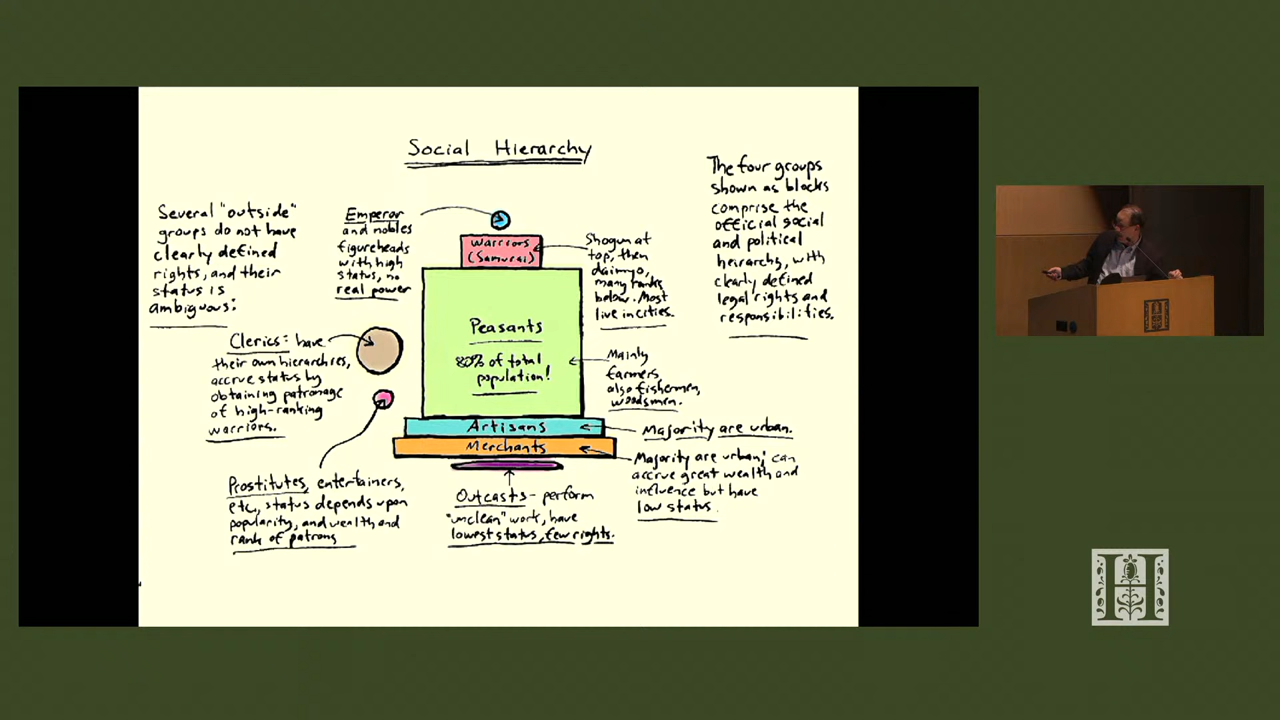 Social Hierarchy
Several "outside"
groups do not have
clearly defined
rights, and their
status is
ambiguous:
Emperor
and nobles
figureheads
with high
status, no
real power
Warriors
(Samurai)
Shogun at
top, then
daimyo,
many ranks
below. Most
live in cities.
The four groups
shown as blocks
comprise the
official social
and political
heirarchy, with
clearly defined
legal rights and
responsibilities.
Clerics: have
their own hierarchies,
accrue status by
obtaining patronage
of high-ranking
warriors.
Peasants
80% of total
population!
Mainly
farmers,
also fishermen,
woodsmen.
Artisans
Majority are urban.
Merchants
Majority are urban; can
accrue great wealth and
influence but have
low status.
Prostitutes, entertainers,
etc, status depends upon
popularity, and wealth and
rank of patrons
Outcasts- perform
"unclean" work, have
lowest status, few rights.
H